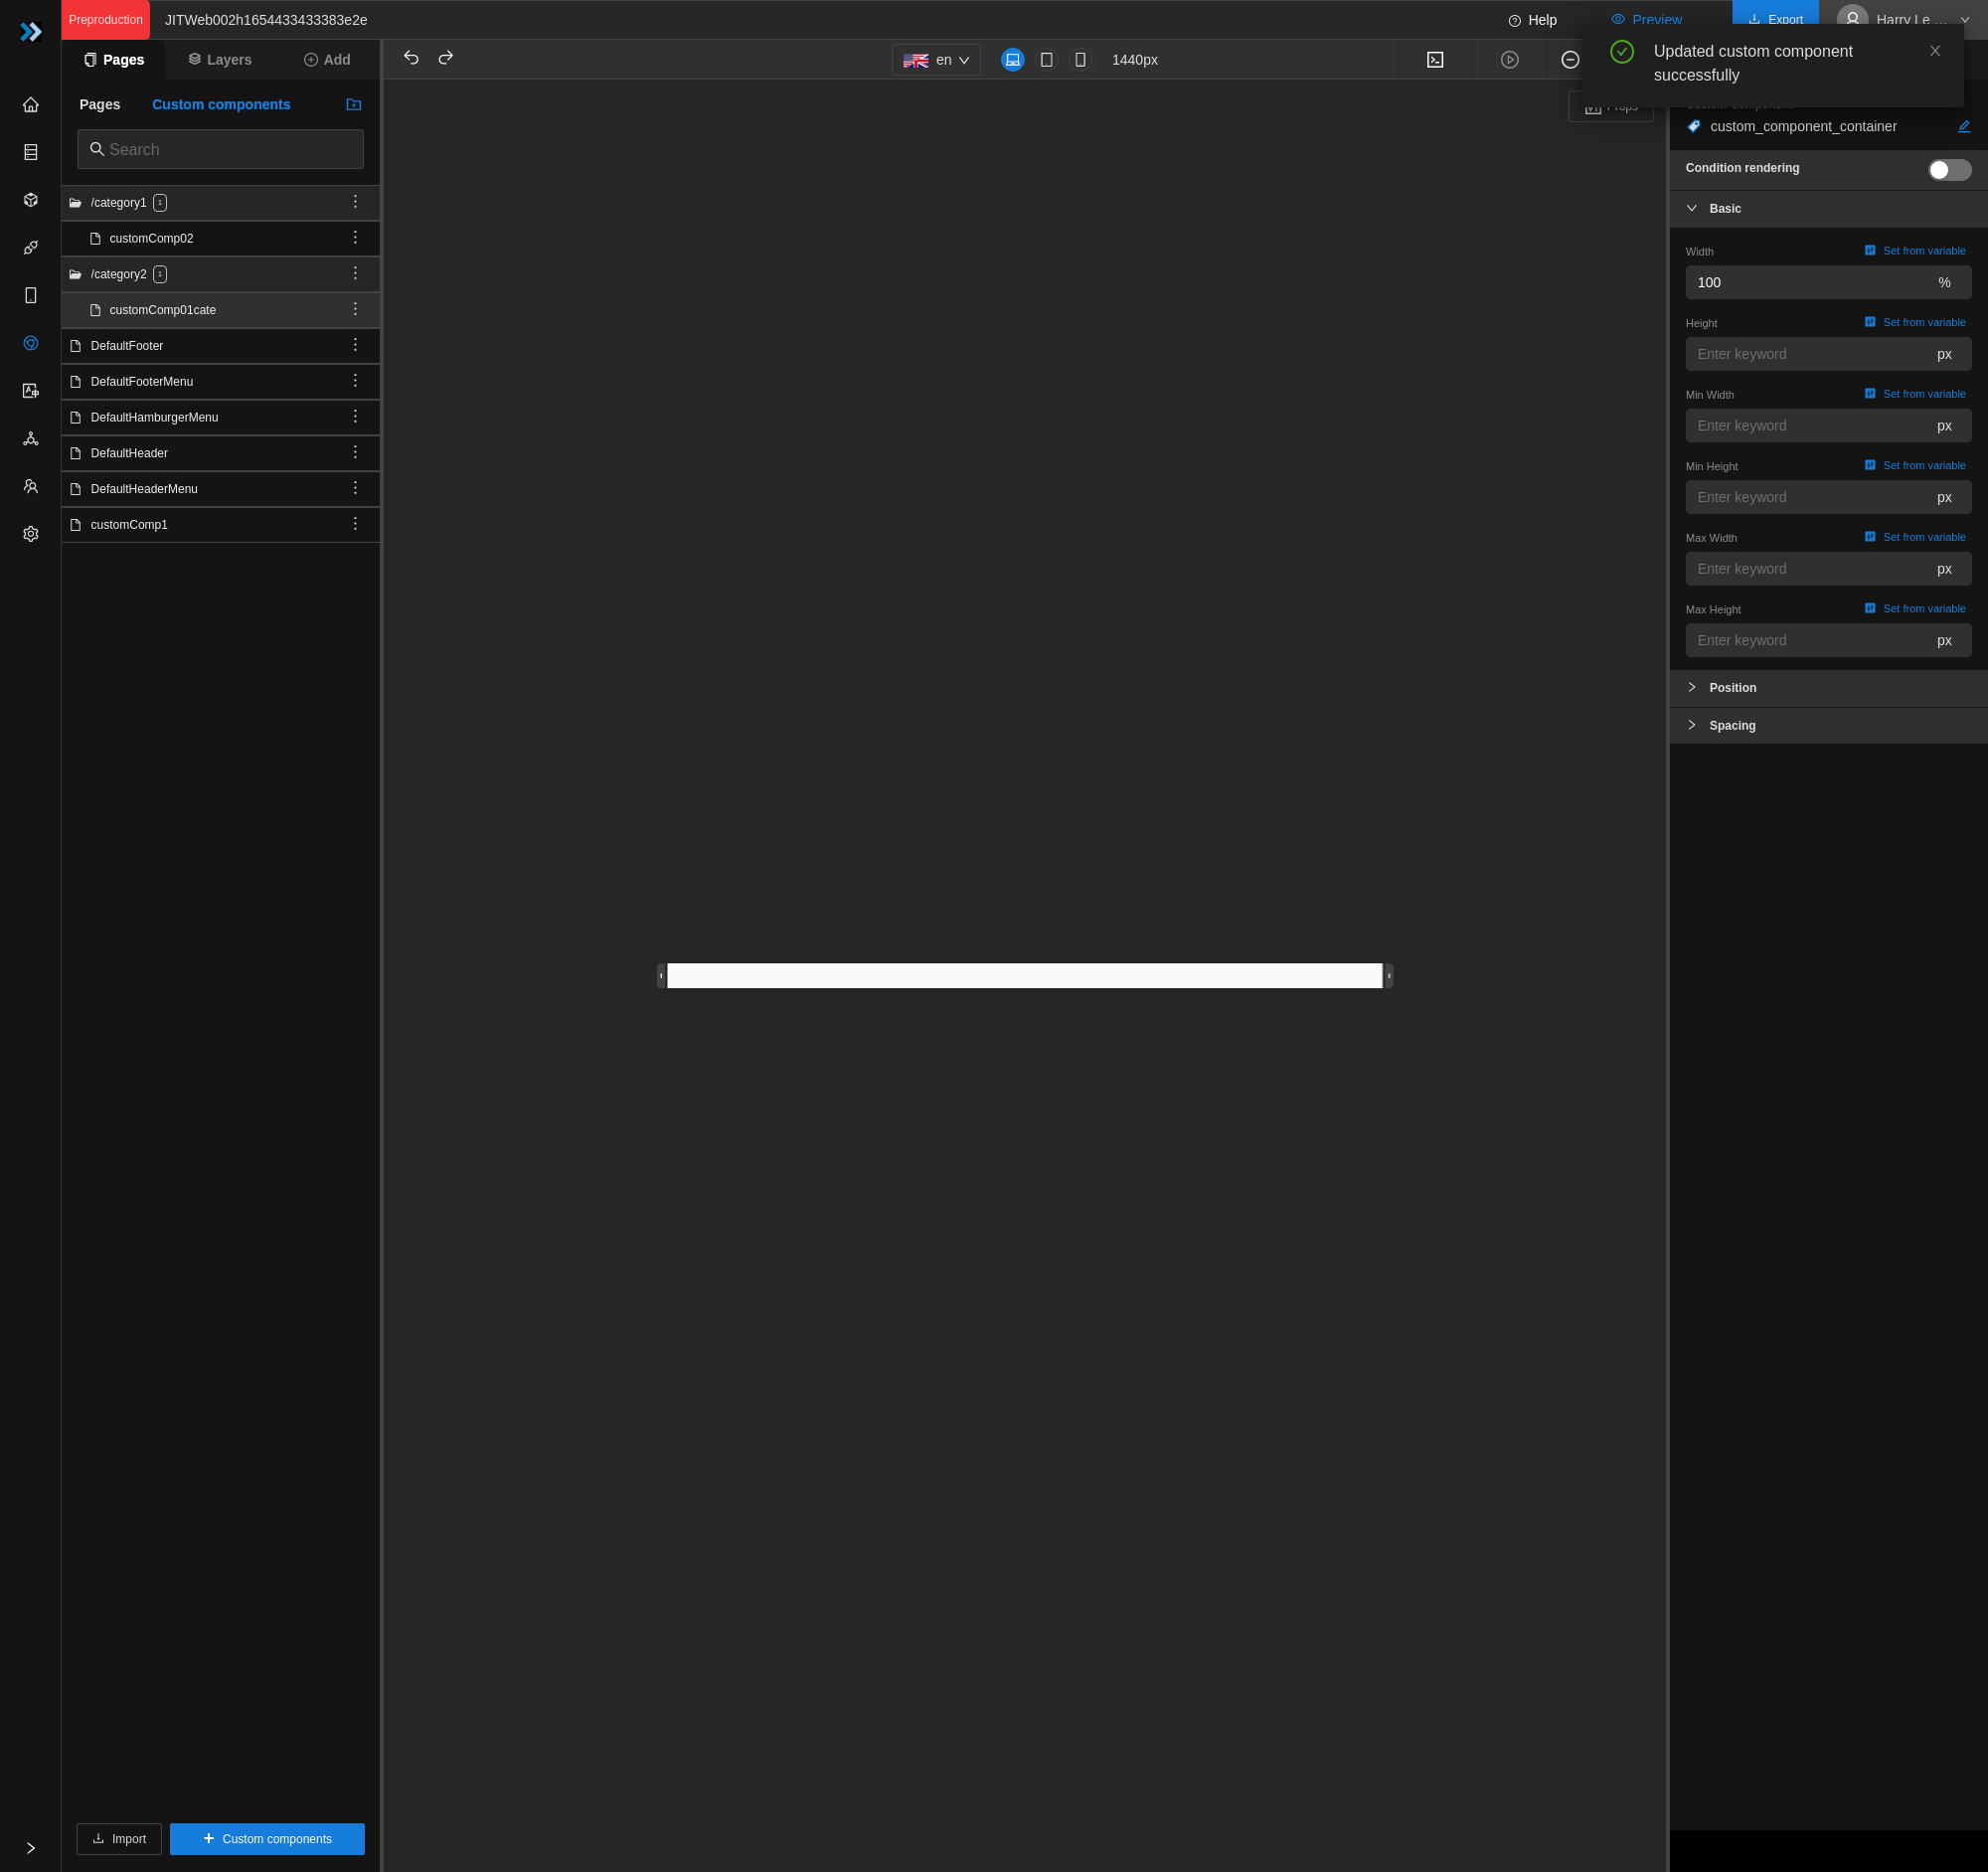 Preproduction
JITWeb002h1654433433383e2e
Help
Preview
Export
Harry Le ...
Updated custom component
successfully
Pages
Layers
Add
en
1440px
Pages
Custom components
Search
/category1
1
customComp02
/category2
1
customComp01cate
DefaultFooter
DefaultFooterMenu
DefaultHamburgerMenu
DefaultHeader
DefaultHeaderMenu
customComp1
Import
Custom components
Props
custom_component_container
Condition rendering
Basic
Width
Set from variable
100
%
Height
Set from variable
Enter keyword
px
Min Width
Set from variable
Enter keyword
px
Min Height
Set from variable
Enter keyword
px
Max Width
Set from variable
Enter keyword
px
Max Height
Set from variable
Enter keyword
px
Position
Spacing